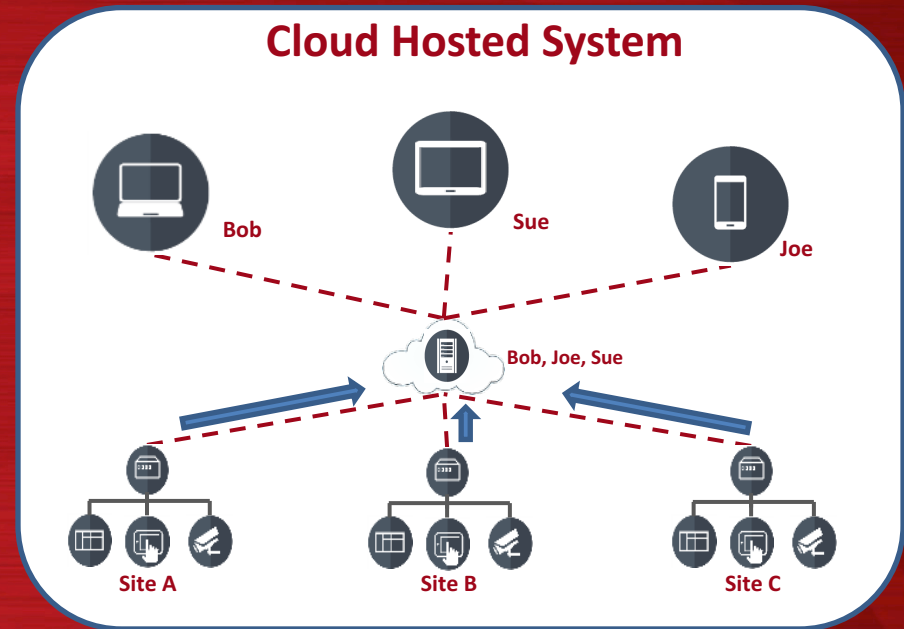 Cloud Hosted System
Bob
Sue
Joe
Bob, Joe, Sue
Site A
Site B
Site C